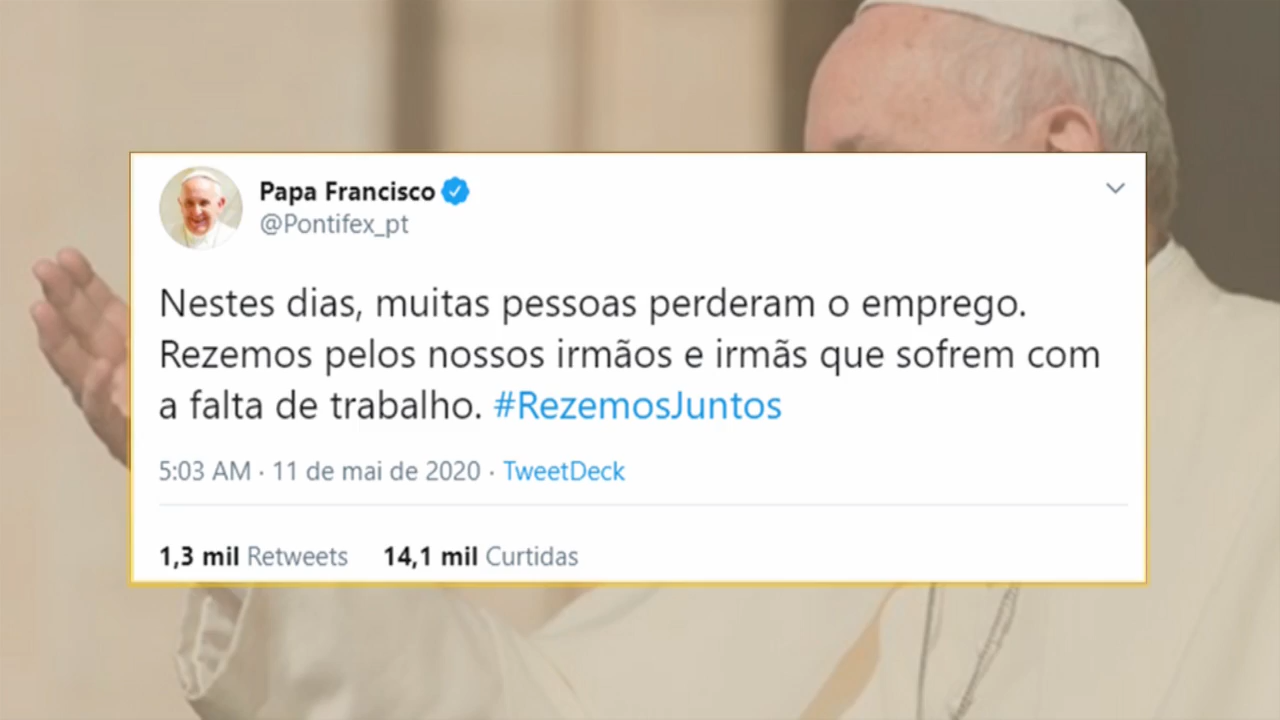 Papa Francisco
@Pontifex_pt
Nestes dias, muitas pessoas perderam o emprego.
Rezemos pelos nossos irmãos e irmãs que sofrem com
a falta de trabalho. #RezemosJuntos
5:03 AM · 11 de mai de 2020 · TweetDeck
1,3 mil Retweets 14,1 mil Curtidas